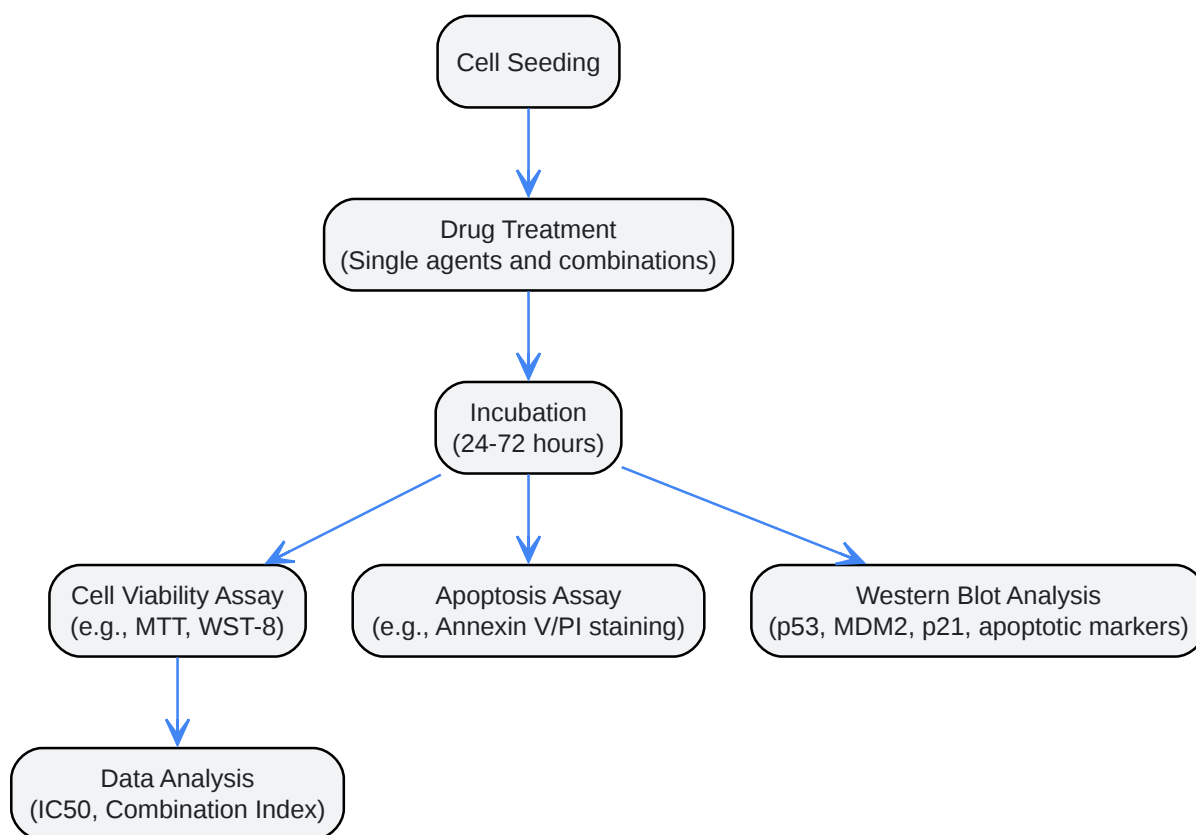 Cell Seeding
Drug Treatment
(Single agents and combinations)
Incubation
(24-72 hours)
Cell Viability Assay
(e.g., MTT, WST-8)
Apoptosis Assay
(e.g., Annexin V/PI staining)
Western Blot Analysis
(p53, MDM2, p21, apoptotic markers)
Data Analysis
(IC50, Combination Index)